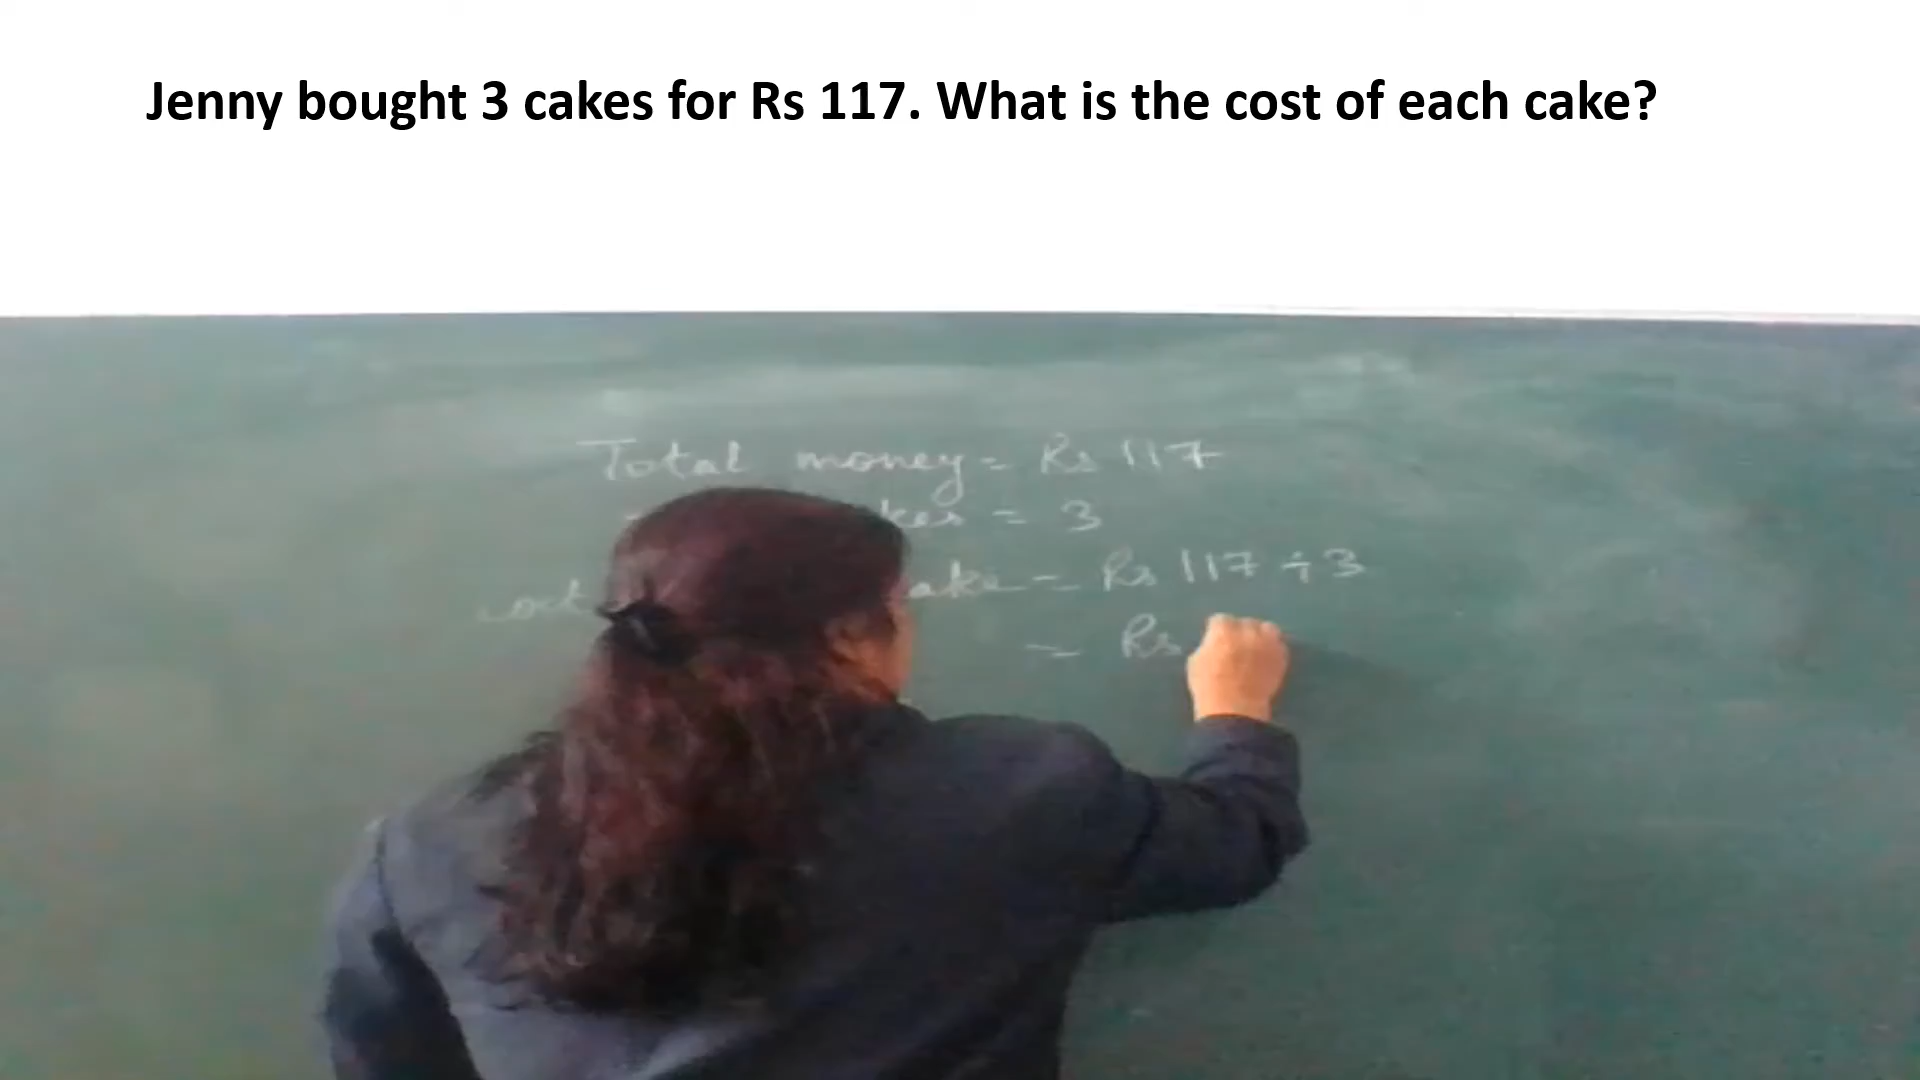 Jenny bought 3 cakes for Rs 117. What is the cost of each cake?
Total money = Rs 117
= 3
= Rs 117 ÷ 3
= Rs